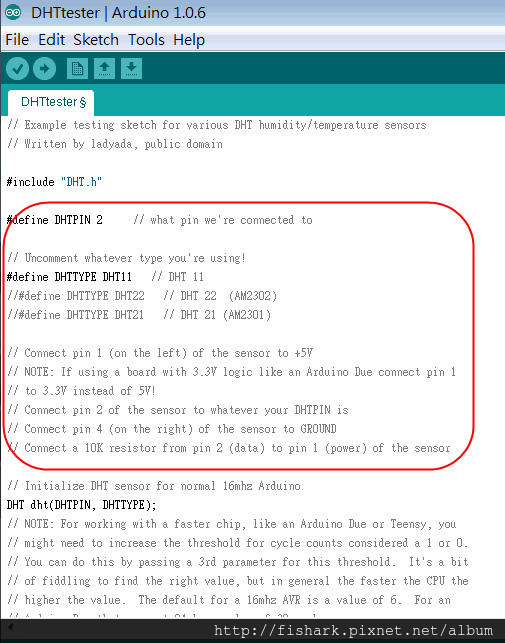 DHTtester | Arduino 1.0.6
File Edit Sketch Tools Help
DHTtester §
// Example testing sketch for various DHT humidity/temperature sensors
// Written by ladyada, public domain
#include "DHT.h"
#define DHTPIN 2 // what pin we're connected to
// Uncomment whatever type you're using!
#define DHTTYPE DHT11 // DHT 11
//#define DHTTYPE DHT22 // DHT 22 (AM2302)
//#define DHTTYPE DHT21 // DHT 21 (AM2301)
// Connect pin 1 (on the left) of the sensor to +5V
// NOTE: If using a board with 3.3V logic like an Arduino Due connect pin 1
// to 3.3V instead of 5V!
// Connect pin 2 of the sensor to whatever your DHTPIN is
// Connect pin 4 (on the right) of the sensor to GROUND
// Connect a 10K resistor from pin 2 (data) to pin 1 (power) of the sensor
// Initialize DHT sensor for normal 16mhz Arduino
DHT dht(DHTPIN, DHTTYPE);
// NOTE: For working with a faster chip, like an Arduino Due or Teensy, you
// might need to increase the threshold for cycle counts considered a 1 or 0.
// You can do this by passing a 3rd parameter for this threshold. It's a bit
// of fiddling to find the right value, but in general the faster the CPU the
// higher the value. The default for a 16mhz AVR is a value of 6. For an
http://fishark.pixnet.net/album